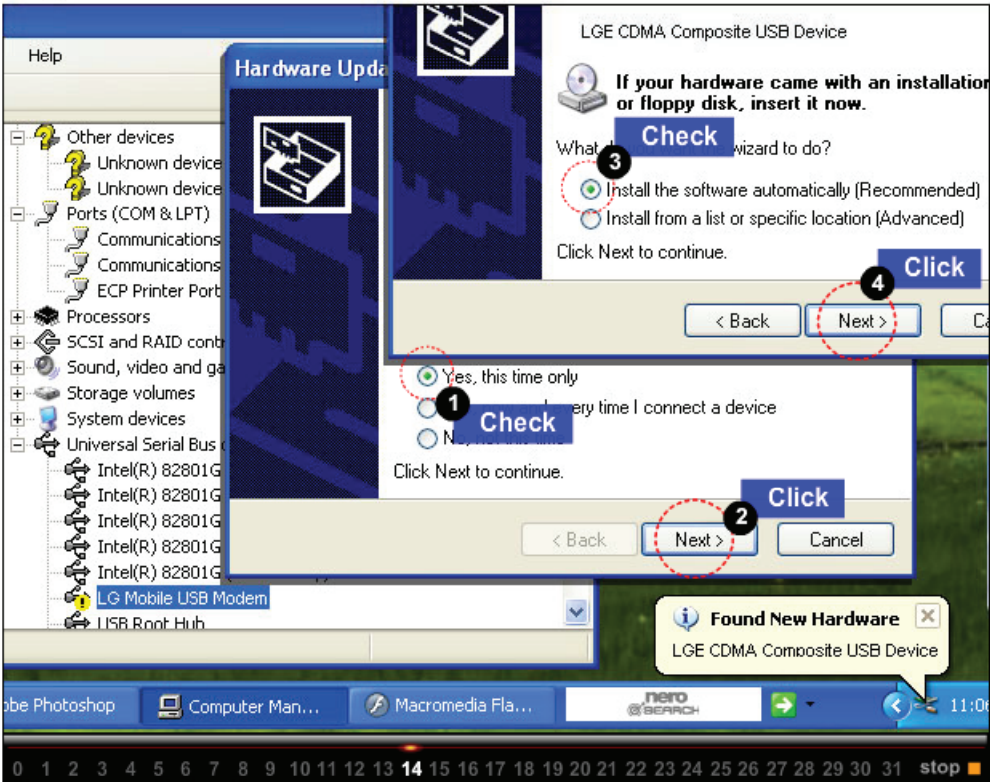 Help
Other devices
Unknown device
Unknown device
Ports (COM & LPT)
Communications
Communications
ECP Printer Port
Processors
SCSI and RAID cont
Sound, video and ga
Storage volumes
System devices
Universal Serial Bus
Intel(R) 82801G
Intel(R) 82801G
Intel(R) 82801G
Intel(R) 82801G
Intel(R) 82801G
LG Mobile USB Modem
USB Root Hub
Hardware Upda
LGE CDMA Composite USB Device
If your hardware came with an installation
or floppy disk, insert it now.
Check
What wizard to do?
3
Install the software automatically (Recommended)
Install from a list or specific location (Advanced)
Click Next to continue.
Click
4
< Back Next > Ca
Yes, this time only
1
every time I connect a device
Check
Click Next to continue.
Click
2
< Back Next > Cancel
Found New Hardware
LGE CDMA Composite USB Device
obe Photoshop Computer Man... Macromedia Fla... nero SEARCH 11:06
0 1 2 3 4 5 6 7 8 9 10 11 12 13 14 15 16 17 18 19 20 21 22 23 24 25 26 27 28 29 30 31 stop